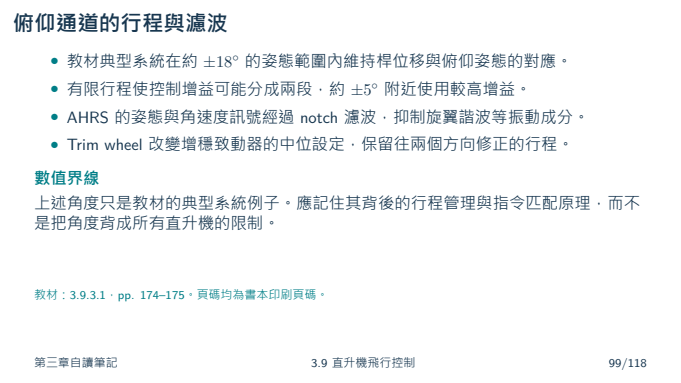 俯仰通道的行程與濾波
• 教材典型系統在約 ±18° 的姿態範圍內維持桿位移與俯仰姿態的對應。
• 有限行程使控制增益可能分成兩段,約 ±5° 附近使用較高增益。
• AHRS 的姿態與角速度訊號經過 notch 濾波,抑制旋翼諧波等振動成分。
• Trim wheel 改變增穩致動器的中位設定,保留往兩個方向修正的行程。
數值界線
上述角度只是教材的典型系統例子。應記住其背後的行程管理與指令匹配原理,而不
是把角度背成所有直升機的限制。
教材:3.9.3.1,pp. 174–175。頁碼均為書本印刷頁碼。
第三章自讀筆記 3.9 直升機飛行控制 99/118